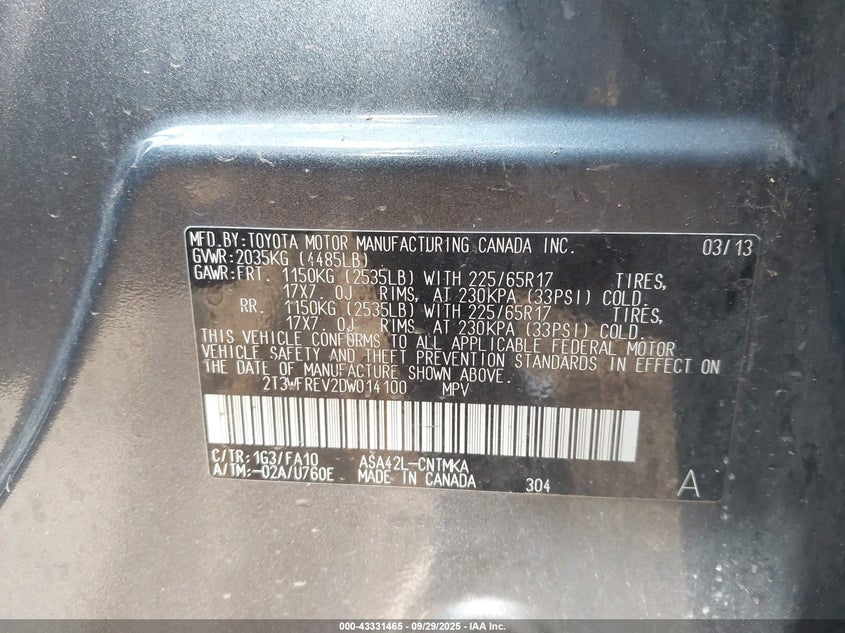 MFD.BY:TOYOTA MOTOR MANUFACTURING CANADA INC. 03/13
GVWR:2035KG (4485LB)
GAWR:FRT. 1150KG (2535LB) WITH 225/65R17 TIRES,
17X7.0J RIMS, AT 230KPA (33PSI) COLD.
RR. 1150KG (2535LB) WITH 225/65R17 TIRES,
17X7.0J RIMS, AT 230KPA (33PSI) COLD.
THIS VEHICLE CONFORMS TO ALL APPLICABLE FEDERAL MOTOR
VEHICLE SAFETY AND THEFT PREVENTION STANDARDS IN EFFECT ON
THE DATE OF MANUFACTURE SHOWN ABOVE.
2T3WFREV2DW014100 MPV
C/TR:1G3/FA10 ASA42L-CNTMKA
A/TM:-02A/U760E MADE IN CANADA 304 A
000-43331465 - 09/29/2025 - IAA Inc.